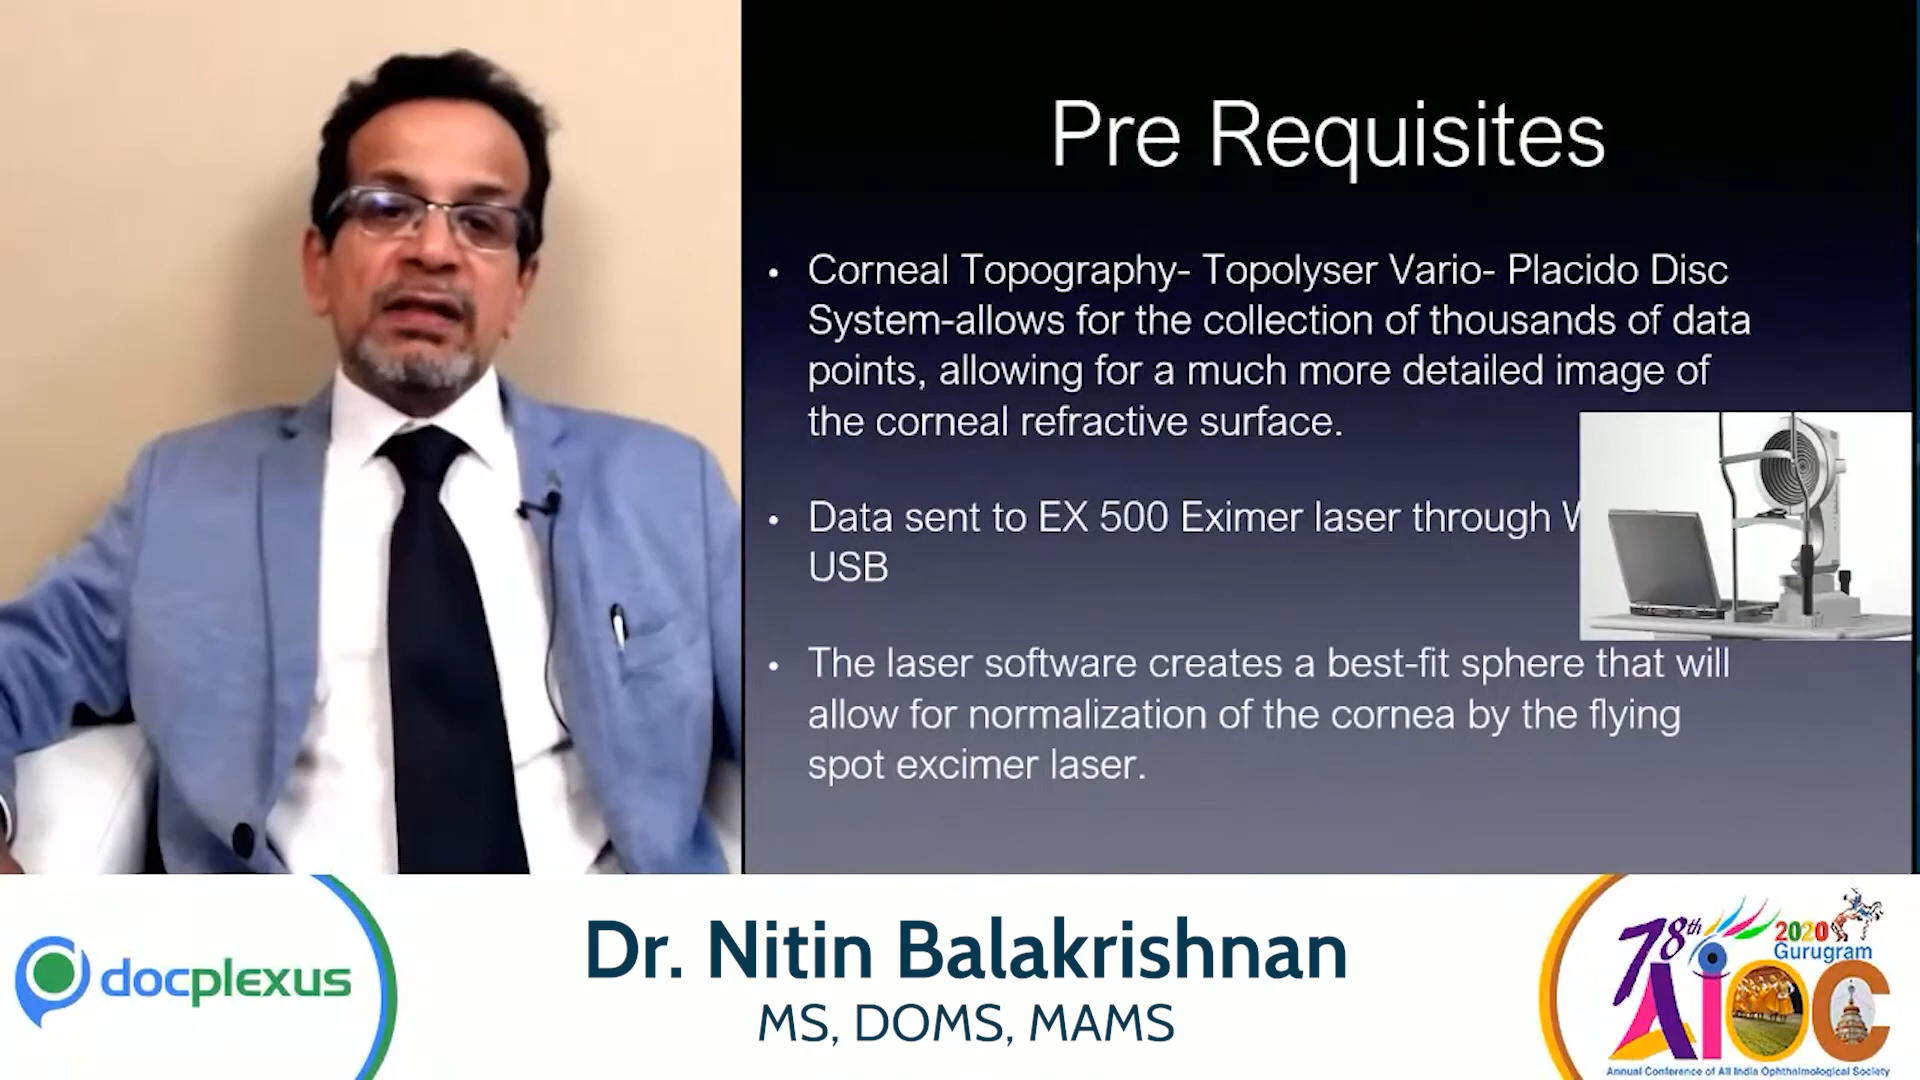 Pre Requisites
• Corneal Topography- Topolyser Vario- Placido Disc
System-allows for the collection of thousands of data
points, allowing for a much more detailed image of
the corneal refractive surface.
• Data sent to EX 500 Eximer laser through
USB
• The laser software creates a best-fit sphere that will
allow for normalization of the cornea by the flying
spot excimer laser.
docplexus
Dr. Nitin Balakrishnan
MS, DOMS, MAMS
78th
2020
Gurugram
AIOC
Annual Conference of All India Ophthalmological Society